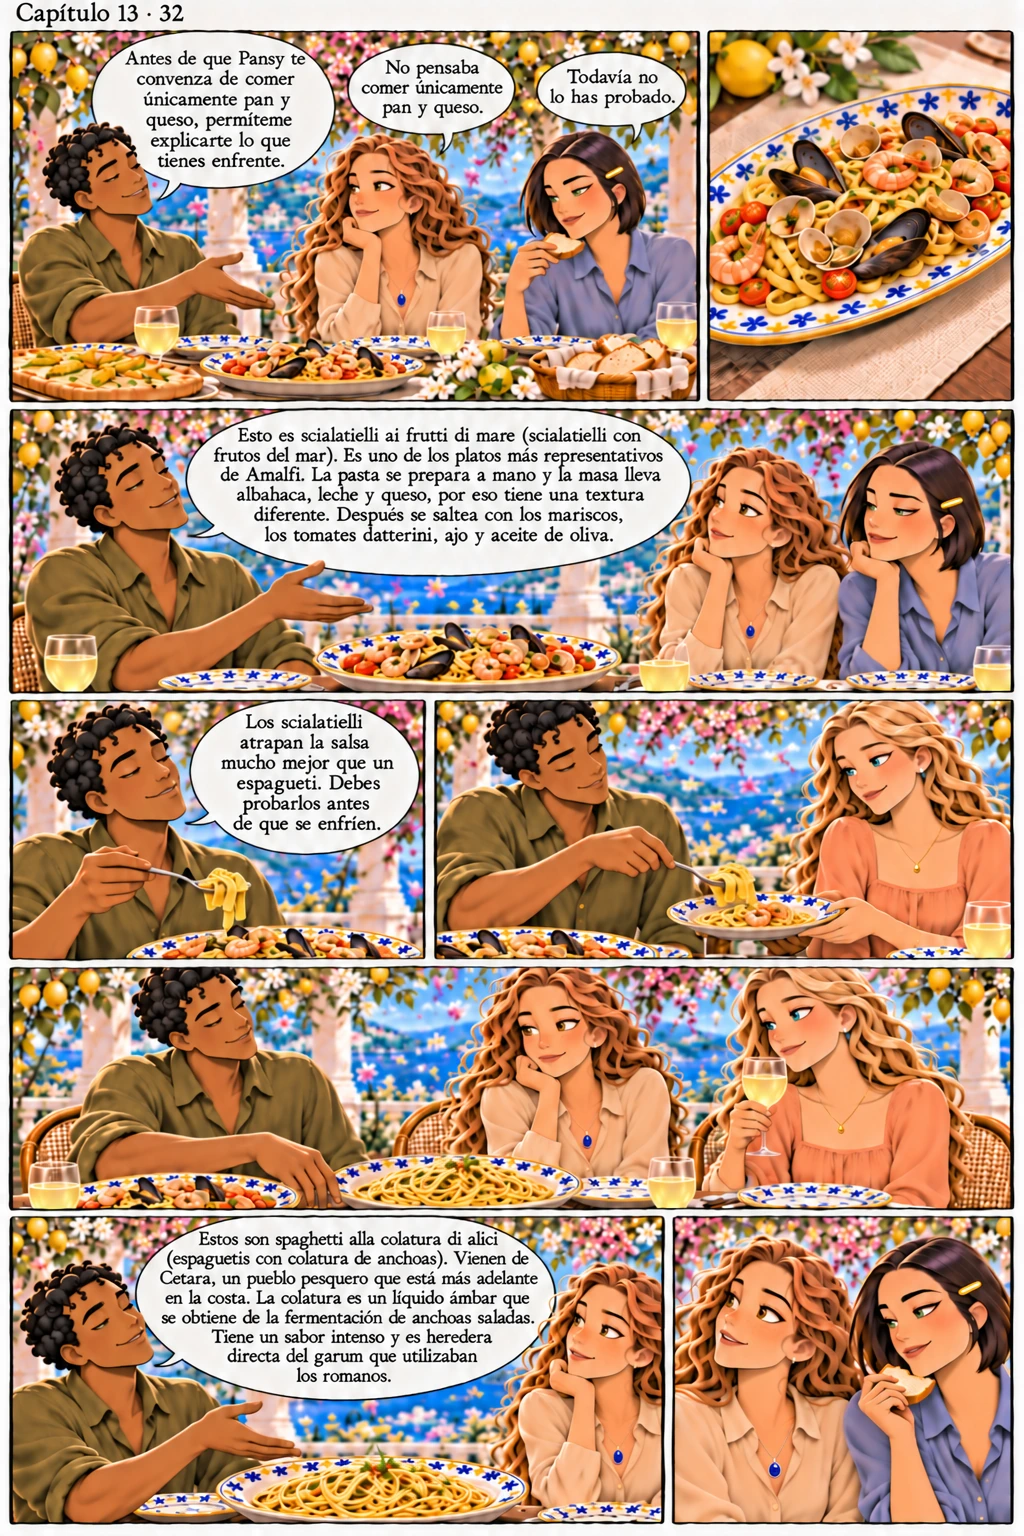 Capítulo 13 · 32
Antes de que Pansy te
convenza de comer
únicamente pan y
queso, permíteme
explicarte lo que
tienes enfrente.
No pensaba
comer únicamente
pan y queso.
Todavía no
lo has probado.
Esto es scialatielli ai frutti di mare (scialatielli con
frutos del mar). Es uno de los platos más representativos
de Amalfi. La pasta se prepara a mano y la masa lleva
albahaca, leche y queso, por eso tiene una textura
diferente. Después se saltea con los mariscos,
los tomates datterini, ajo y aceite de oliva.
Los scialatielli
atrapan la salsa
mucho mejor que un
espagueti. Debes
probarlos antes
de que se enfríen.
Estos son spaghetti alla colatura di alici
(espaguetis con colatura de anchoas). Vienen de
Cetara, un pueblo pesquero que está más adelante
en la costa. La colatura es un líquido ámbar que
se obtiene de la fermentación de anchoas saladas.
Tiene un sabor intenso y es heredera
directa del garum que utilizaban
los romanos.